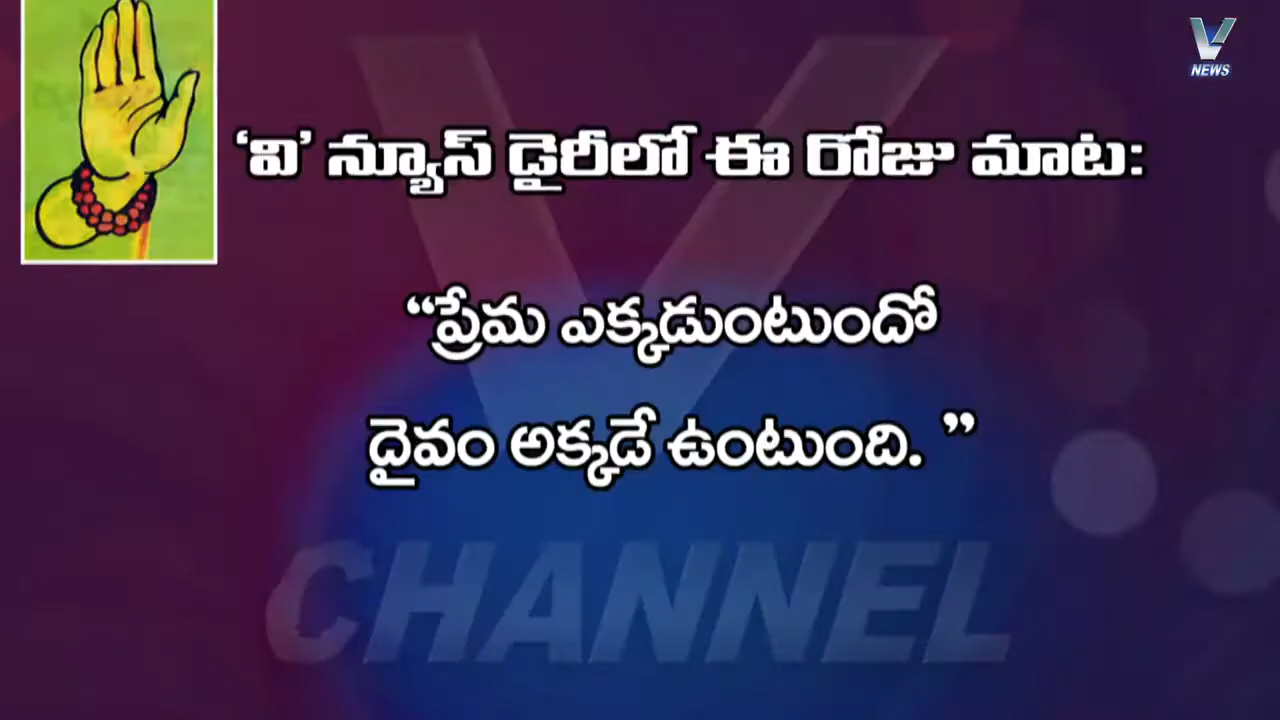 V
NEWS
‘వి’ న్యూస్ డైరీలో ఈ రోజు మాట:
“ప్రేమ ఎక్కడుంటుందో
దైవం అక్కడే ఉంటుంది. ”
V
CHANNEL